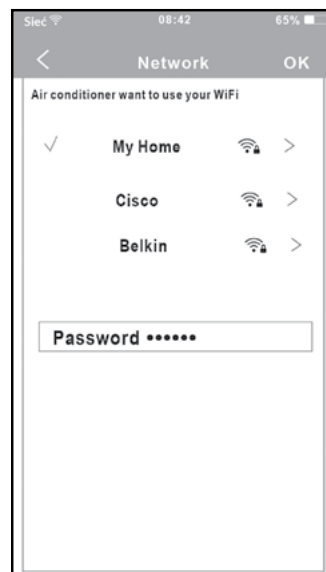 Sieć 08:42 65%
Network OK
Air conditioner want to use your WiFi
My Home
Cisco
Belkin
Password ••••••